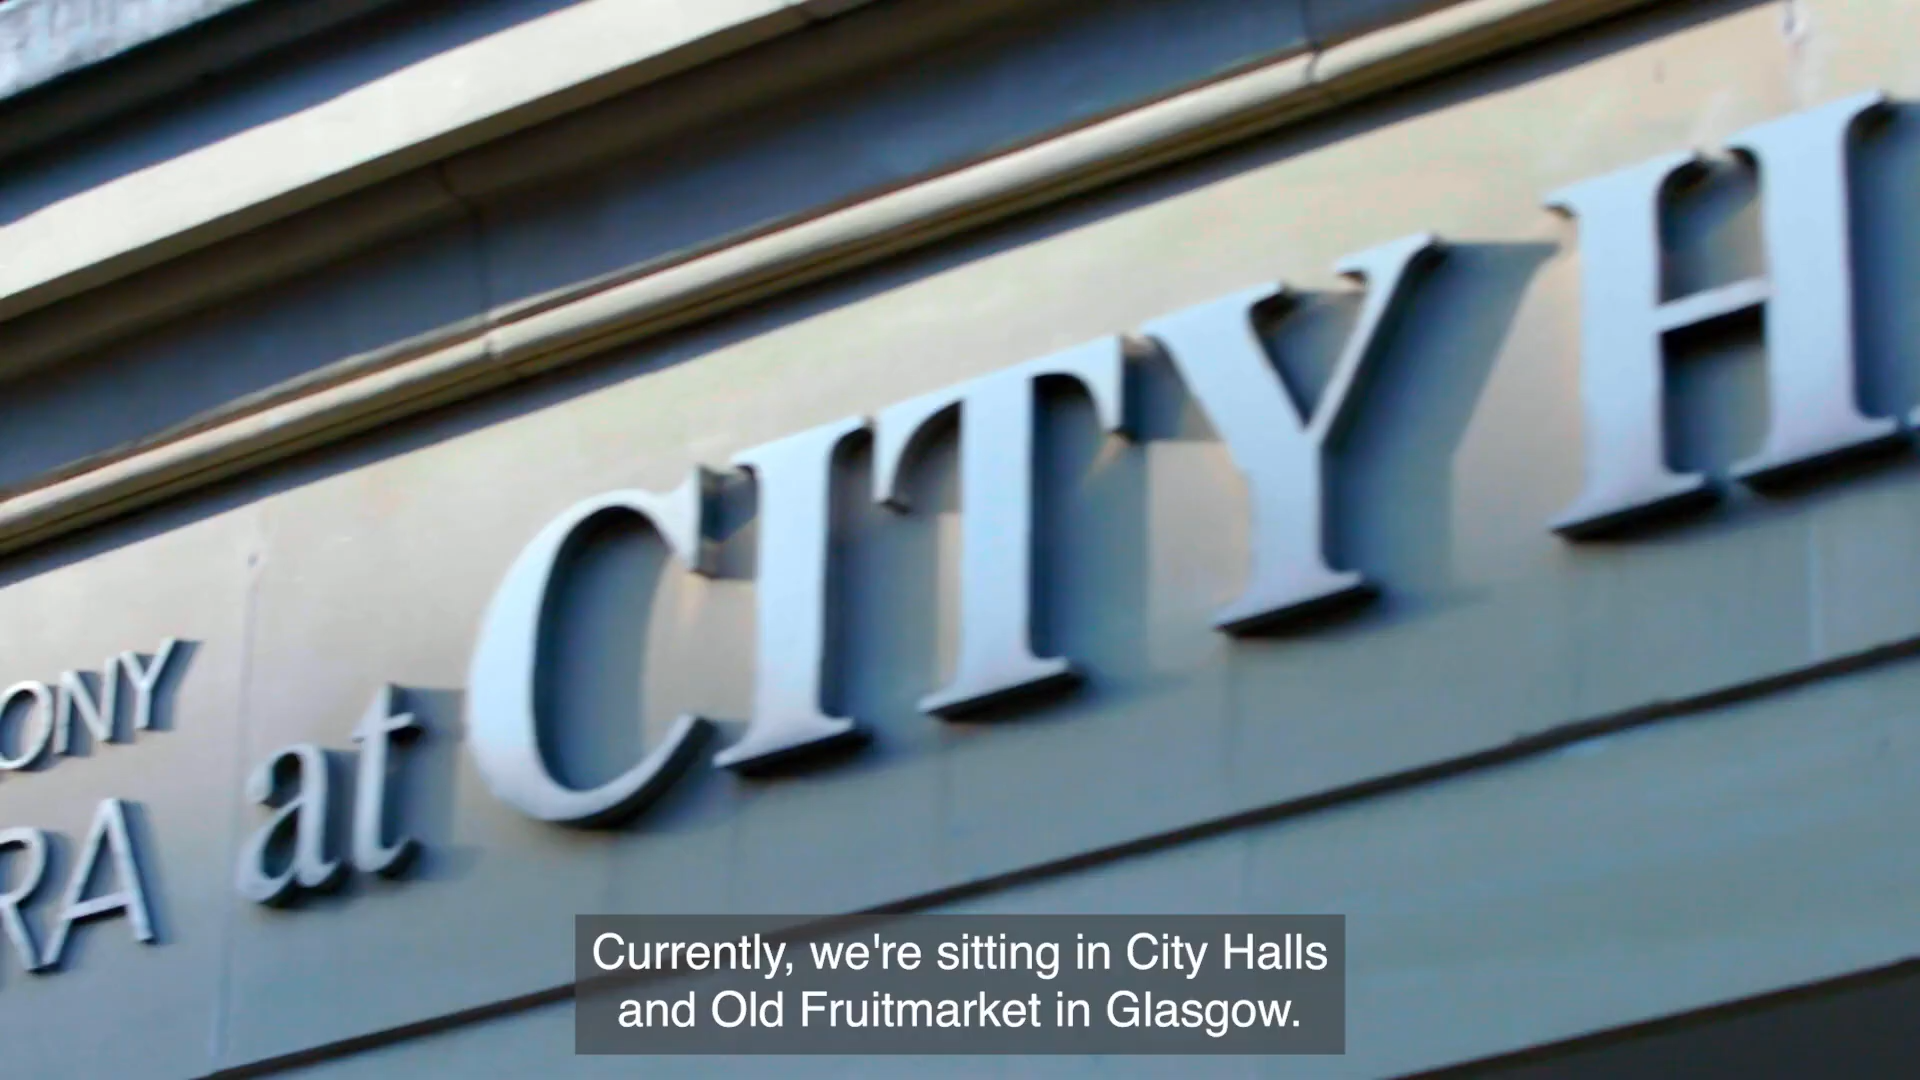 ONY
RA
at CITY H
Currently, we're sitting in City Halls
and Old Fruitmarket in Glasgow.